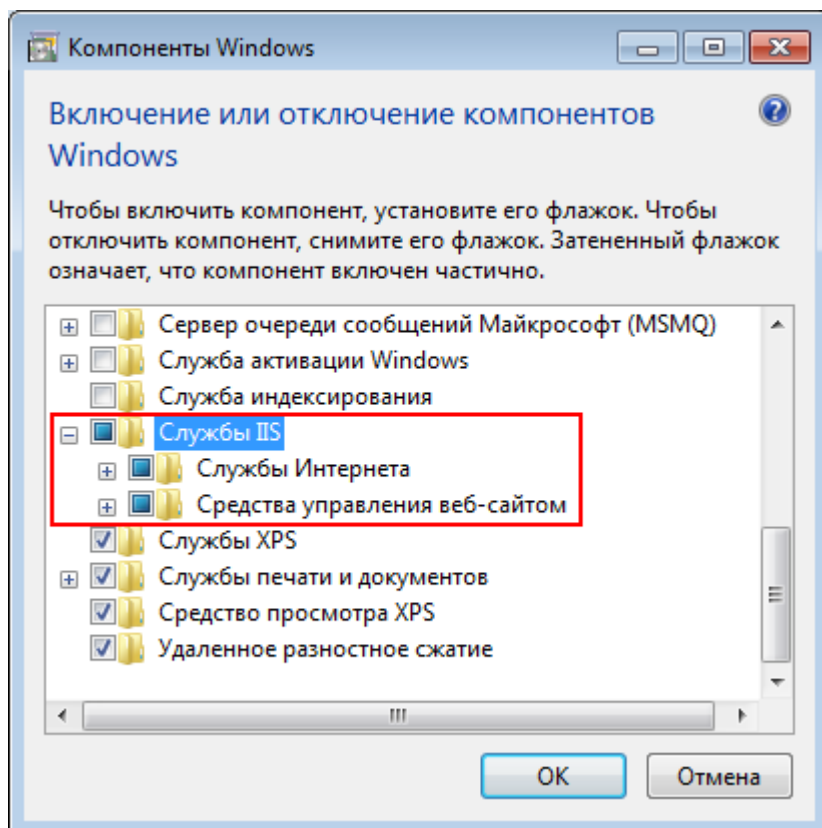 Компоненты Windows
Включение или отключение компонентов
Windows
Чтобы включить компонент, установите его флажок. Чтобы
отключить компонент, снимите его флажок. Затененный флажок
означает, что компонент включен частично.
Сервер очереди сообщений Майкрософт (MSMQ)
Служба активации Windows
Служба индексирования
Службы IIS
Службы Интернета
Средства управления веб-сайтом
Службы XPS
Службы печати и документов
Средство просмотра XPS
Удаленное разностное сжатие
OK
Отмена